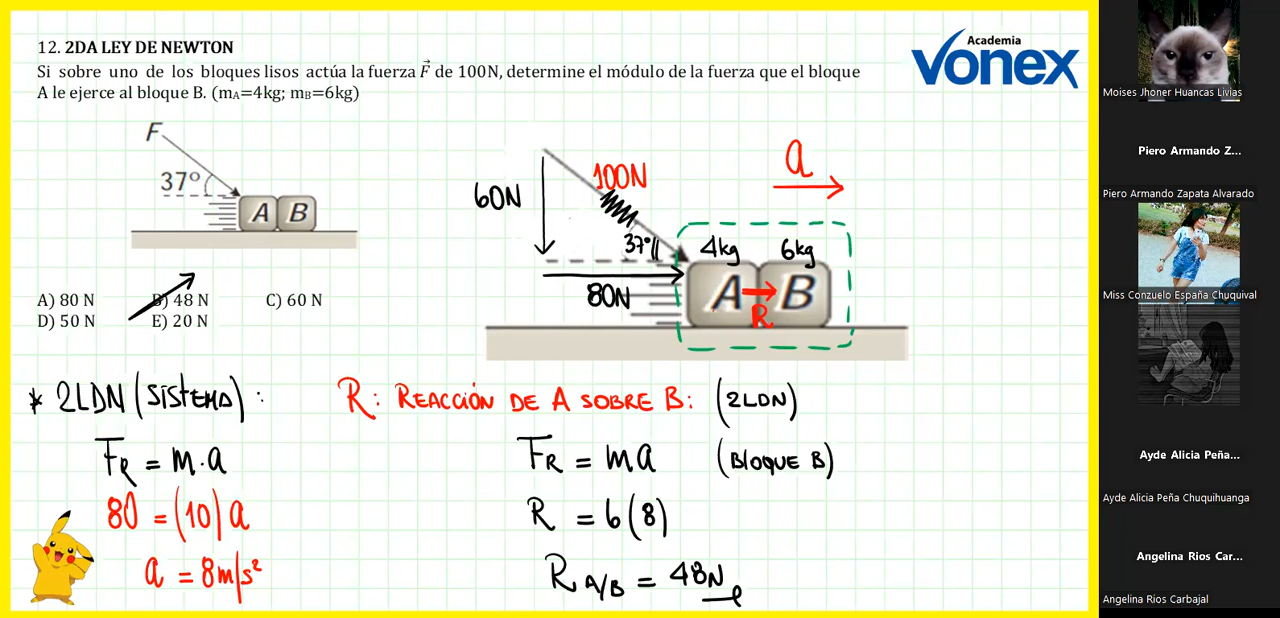 12. 2DA LEY DE NEWTON
Si sobre uno de los bloques lisos actúa la fuerza F⃗ de 100N, determine el módulo de la fuerza que el bloque
A le ejerce al bloque B. (mA=4kg; mB=6kg)
Academia
Vonex
F
37°
A B
A) 80 N B) 48 N C) 60 N
D) 50 N E) 20 N
a
100N
60N
37°
4kg 6kg
80N
A B
R
* 2LDN (SISTEMA):
FR = m.a
80 = (10) a
a = 8m/s²
R: REACCIÓN DE A SOBRE B: (2LDN)
FR = ma (BLOQUE B)
R = 6(8)
R A/B = 48N
Moises Jhoner Huancas Livias
Piero Armando Z...
Piero Armando Zapata Alvarado
Miss Conzuelo España Chuquival
Ayde Alicia Peña...
Ayde Alicia Peña Chuquihuanga
Angelina Rios Car...
Angelina Rios Carbajal